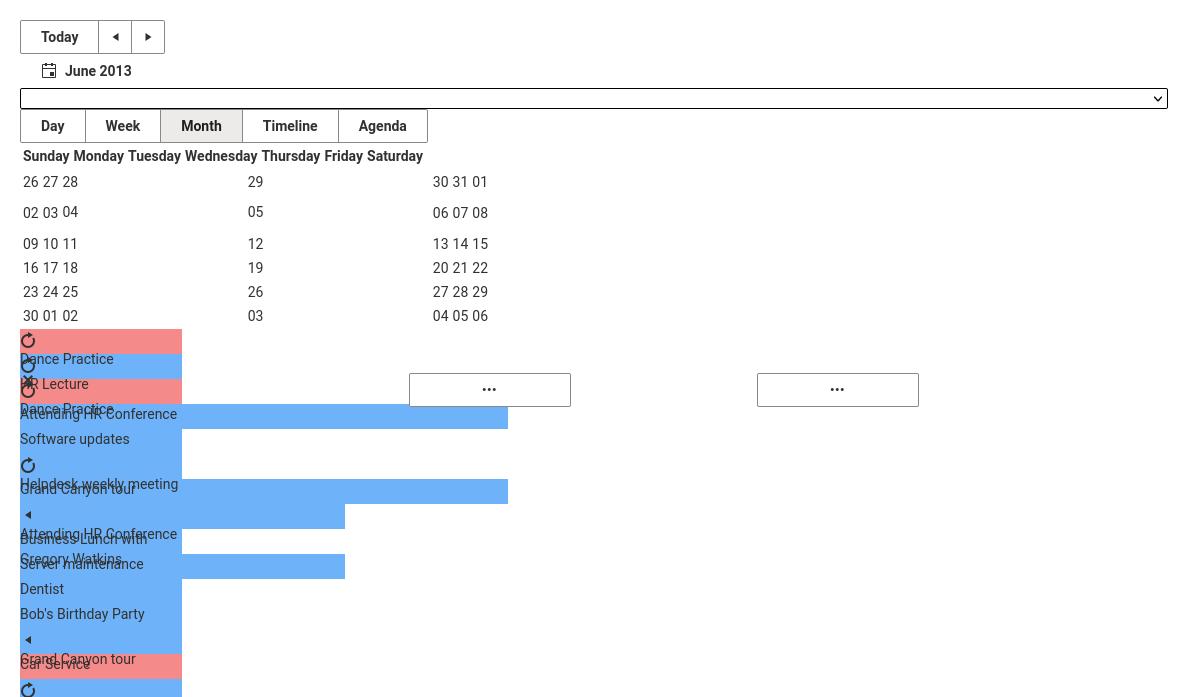 Today
June 2013
Day Week Month Timeline Agenda
Sunday Monday Tuesday Wednesday Thursday Friday Saturday
26 27 28 29 30 31 01
02 03 04 05 06 07 08
09 10 11 12 13 14 15
16 17 18 19 20 21 22
23 24 25 26 27 28 29
30 01 02 03 04 05 06
Dance Practice
HR Lecture
•••
•••
Dance Practice
Attending HR Conference
Software updates
Helpdesk weekly meeting
Grand Canyon tour
Attending HR Conference
Business Lunch with
Gregory Watkins
Server maintenance
Dentist
Bob's Birthday Party
Grand Canyon tour
Car Service